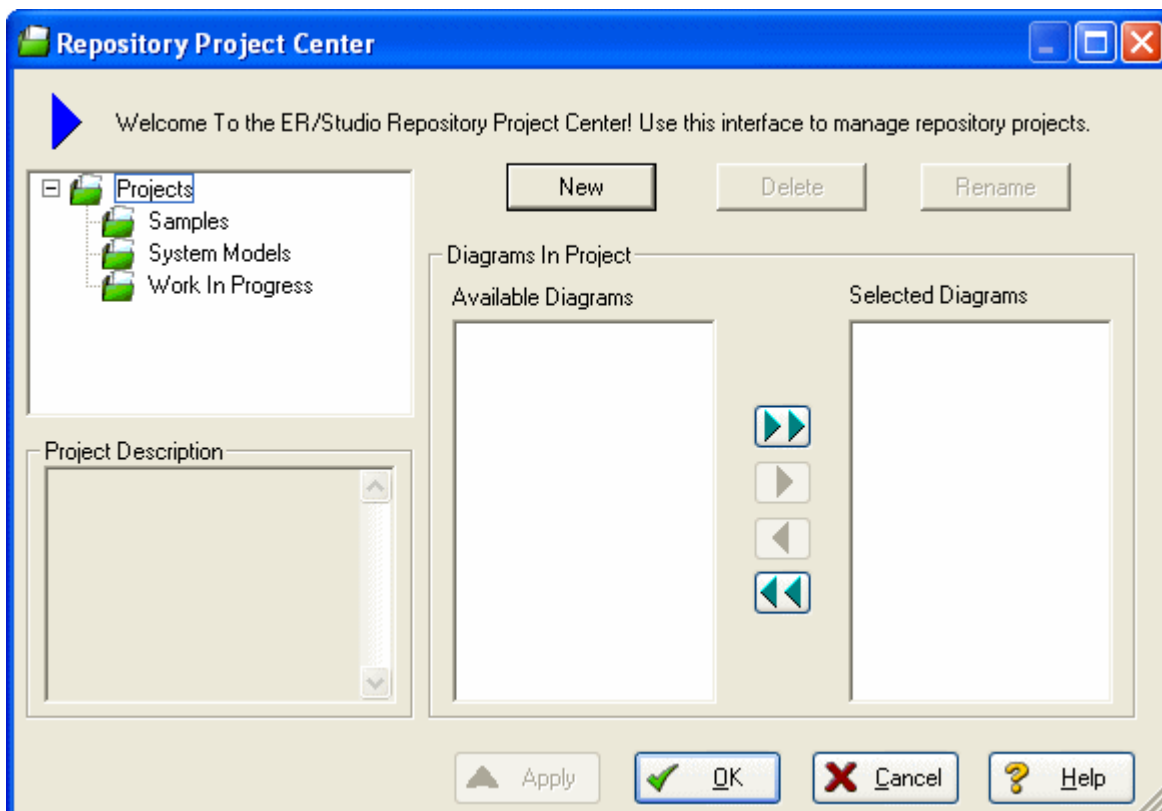 Repository Project Center
Welcome To the ER/Studio Repository Project Center! Use this interface to manage repository projects.
Projects
Samples
System Models
Work In Progress
New
Delete
Rename
Diagrams In Project
Available Diagrams
Selected Diagrams
Project Description
Apply
OK
Cancel
Help